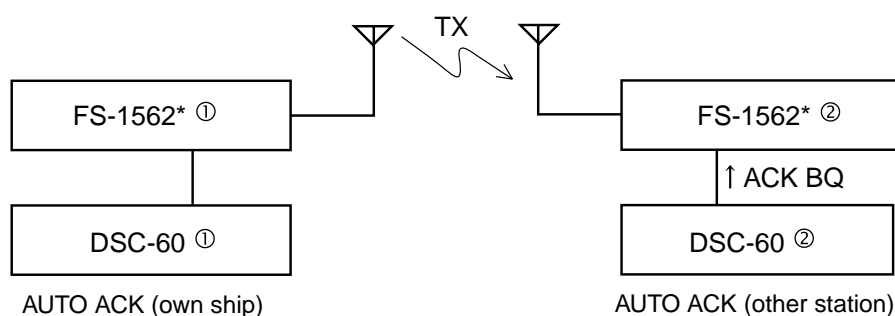 TX
FS-1562* ①
FS-1562* ②
↑ ACK BQ
DSC-60 ①
DSC-60 ②
AUTO ACK (own ship)
AUTO ACK (other station)